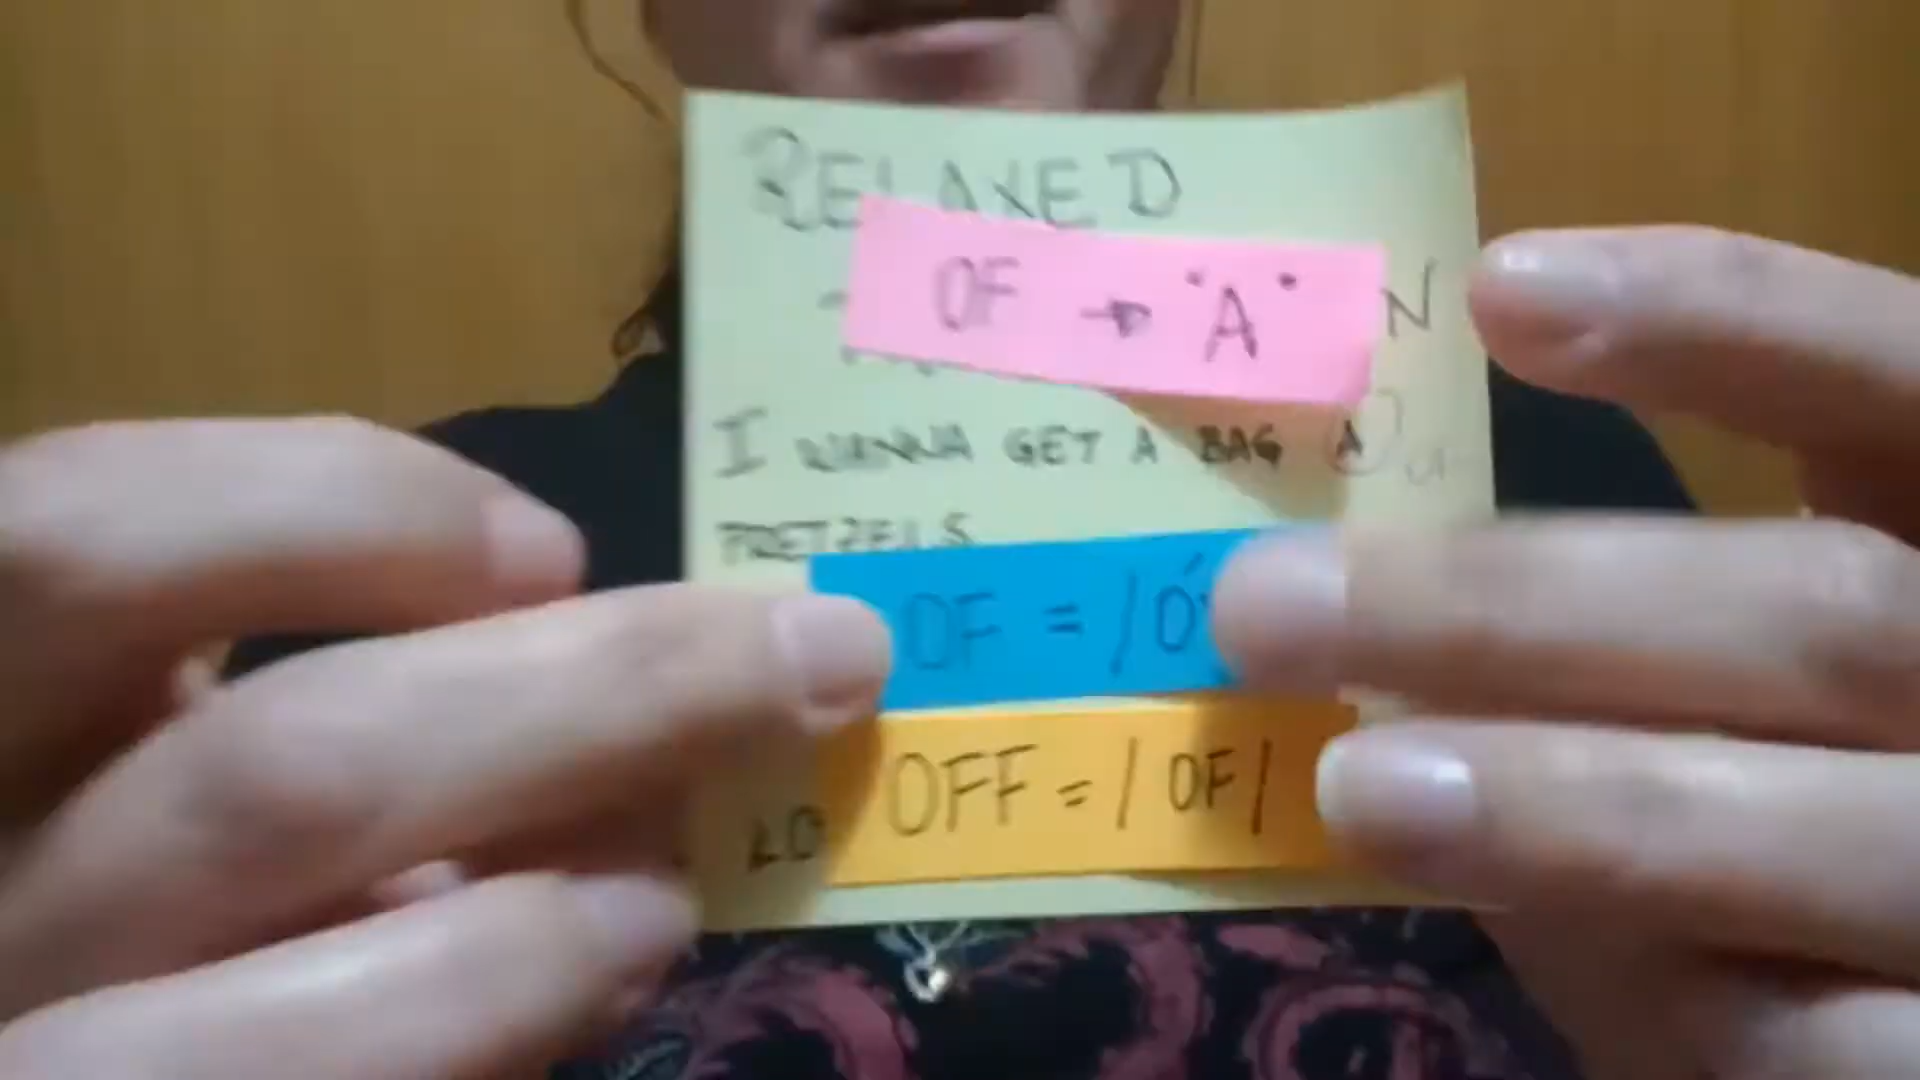 RELAXED
OF → "A" N
I WANNA GET A BAG A
PRETZELS
OF = /O
OFF = /OF/